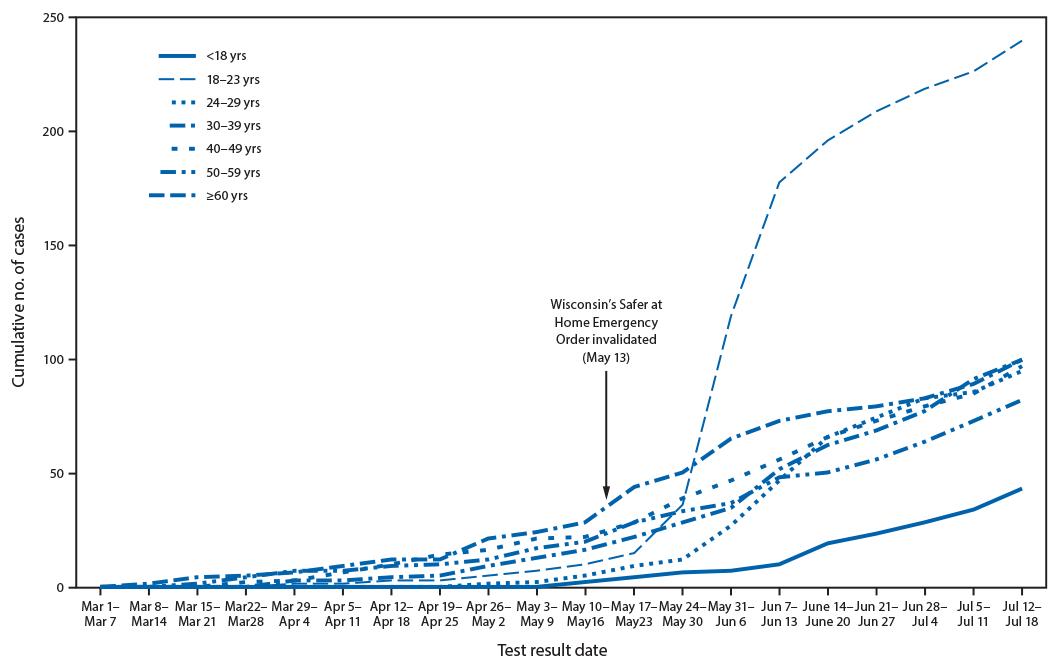 250
200
150
100
50
0
Cumulative no. of cases
<18 yrs
18–23 yrs
24–29 yrs
30–39 yrs
40–49 yrs
50–59 yrs
≥60 yrs
Wisconsin's Safer at
Home Emergency
Order invalidated
(May 13)
Mar 1– Mar 8– Mar 15– Mar22– Mar 29– Apr 5– Apr 12– Apr 19– Apr 26– May 3– May 10– May 17– May 24– May 31– Jun 7– June 14– Jun 21– Jun 28– Jul 5– Jul 12–
Mar 7 Mar14 Mar 21 Mar28 Apr 4 Apr 11 Apr 18 Apr 25 May 2 May 9 May16 May23 May 30 Jun 6 Jun 13 June 20 Jun 27 Jul 4 Jul 11 Jul 18
Test result date